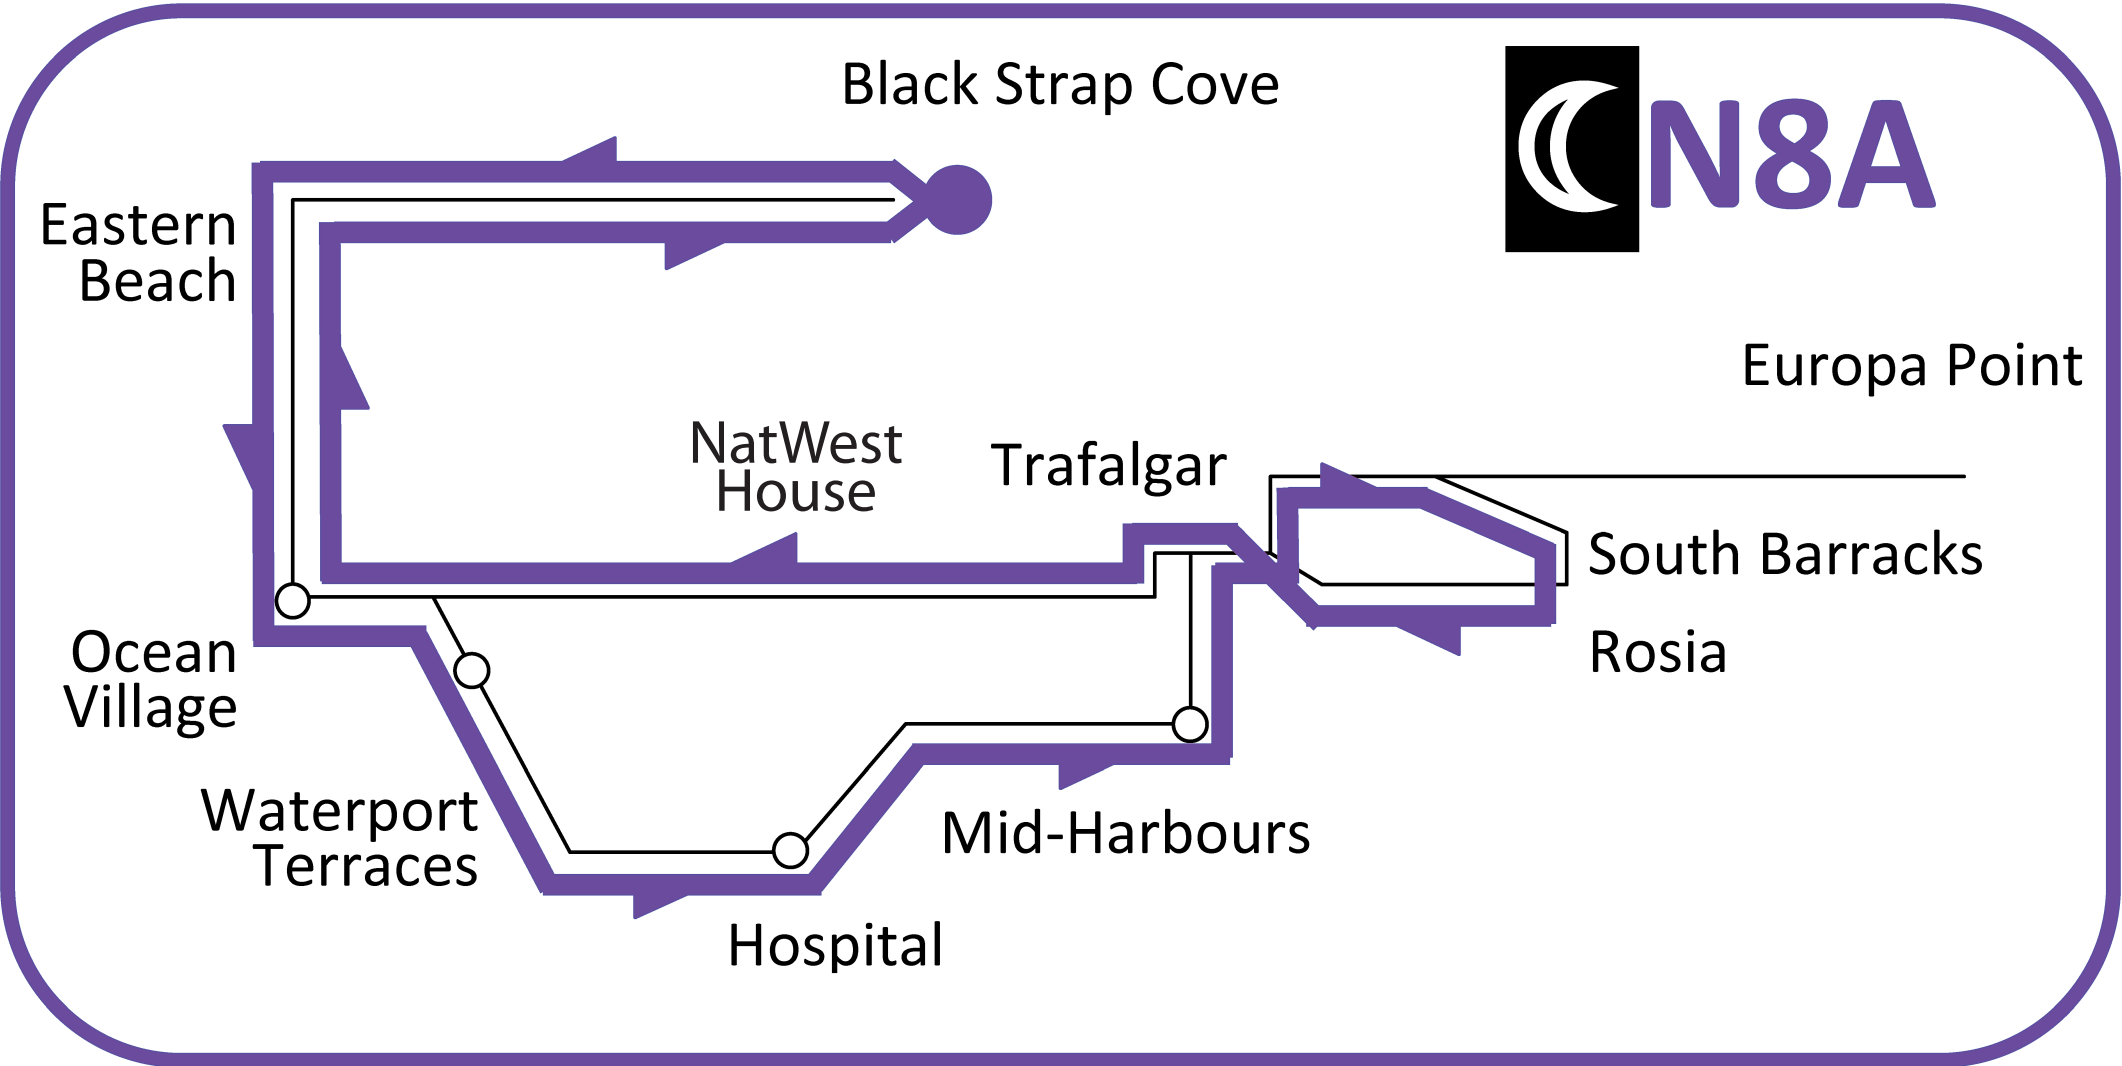 Black Strap Cove
N8A
Eastern
Beach
Europa Point
NatWest
House
Trafalgar
South Barracks
Ocean
Village
Rosia
Waterport
Terraces
Mid-Harbours
Hospital